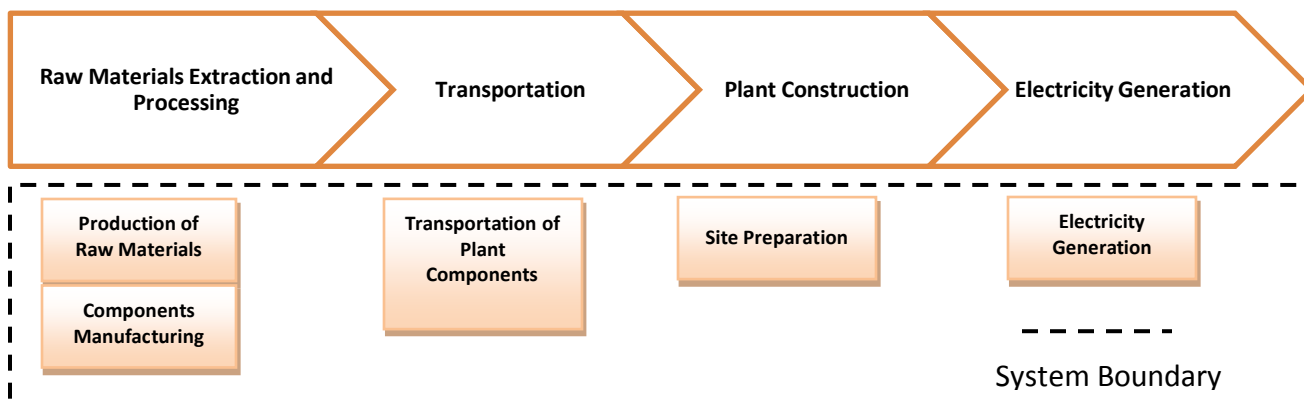 Raw Materials Extraction and
Processing
Transportation
Plant Construction
Electricity Generation
Production of
Raw Materials
Components
Manufacturing
Transportation of
Plant
Components
Site Preparation
Electricity
Generation
System Boundary